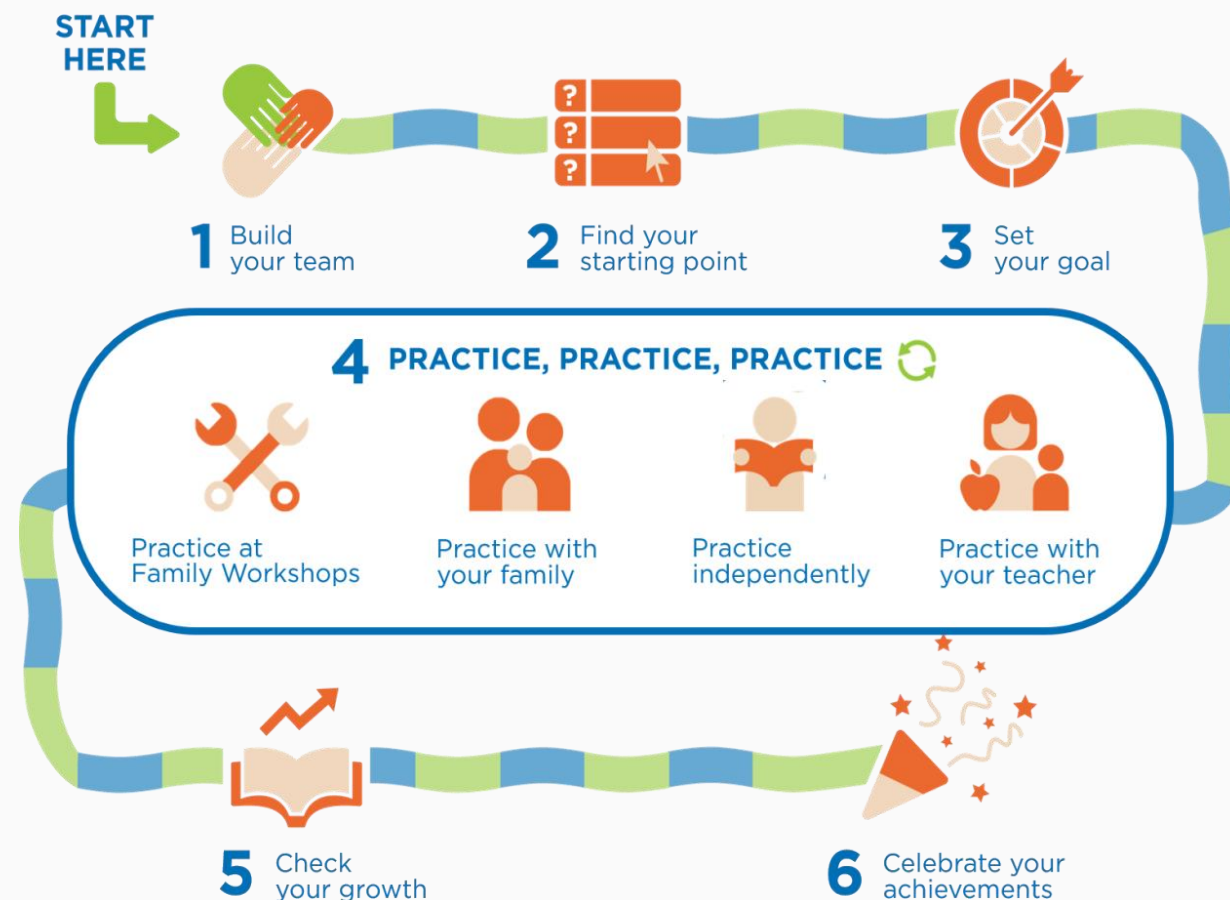 START
HERE
?
?
?
1 Build
your team
2 Find your
starting point
3 Set
your goal
4 PRACTICE, PRACTICE, PRACTICE
Practice at
Family Workshops
Practice with
your family
Practice
independently
Practice with
your teacher
5 Check
your growth
6 Celebrate your
achievements